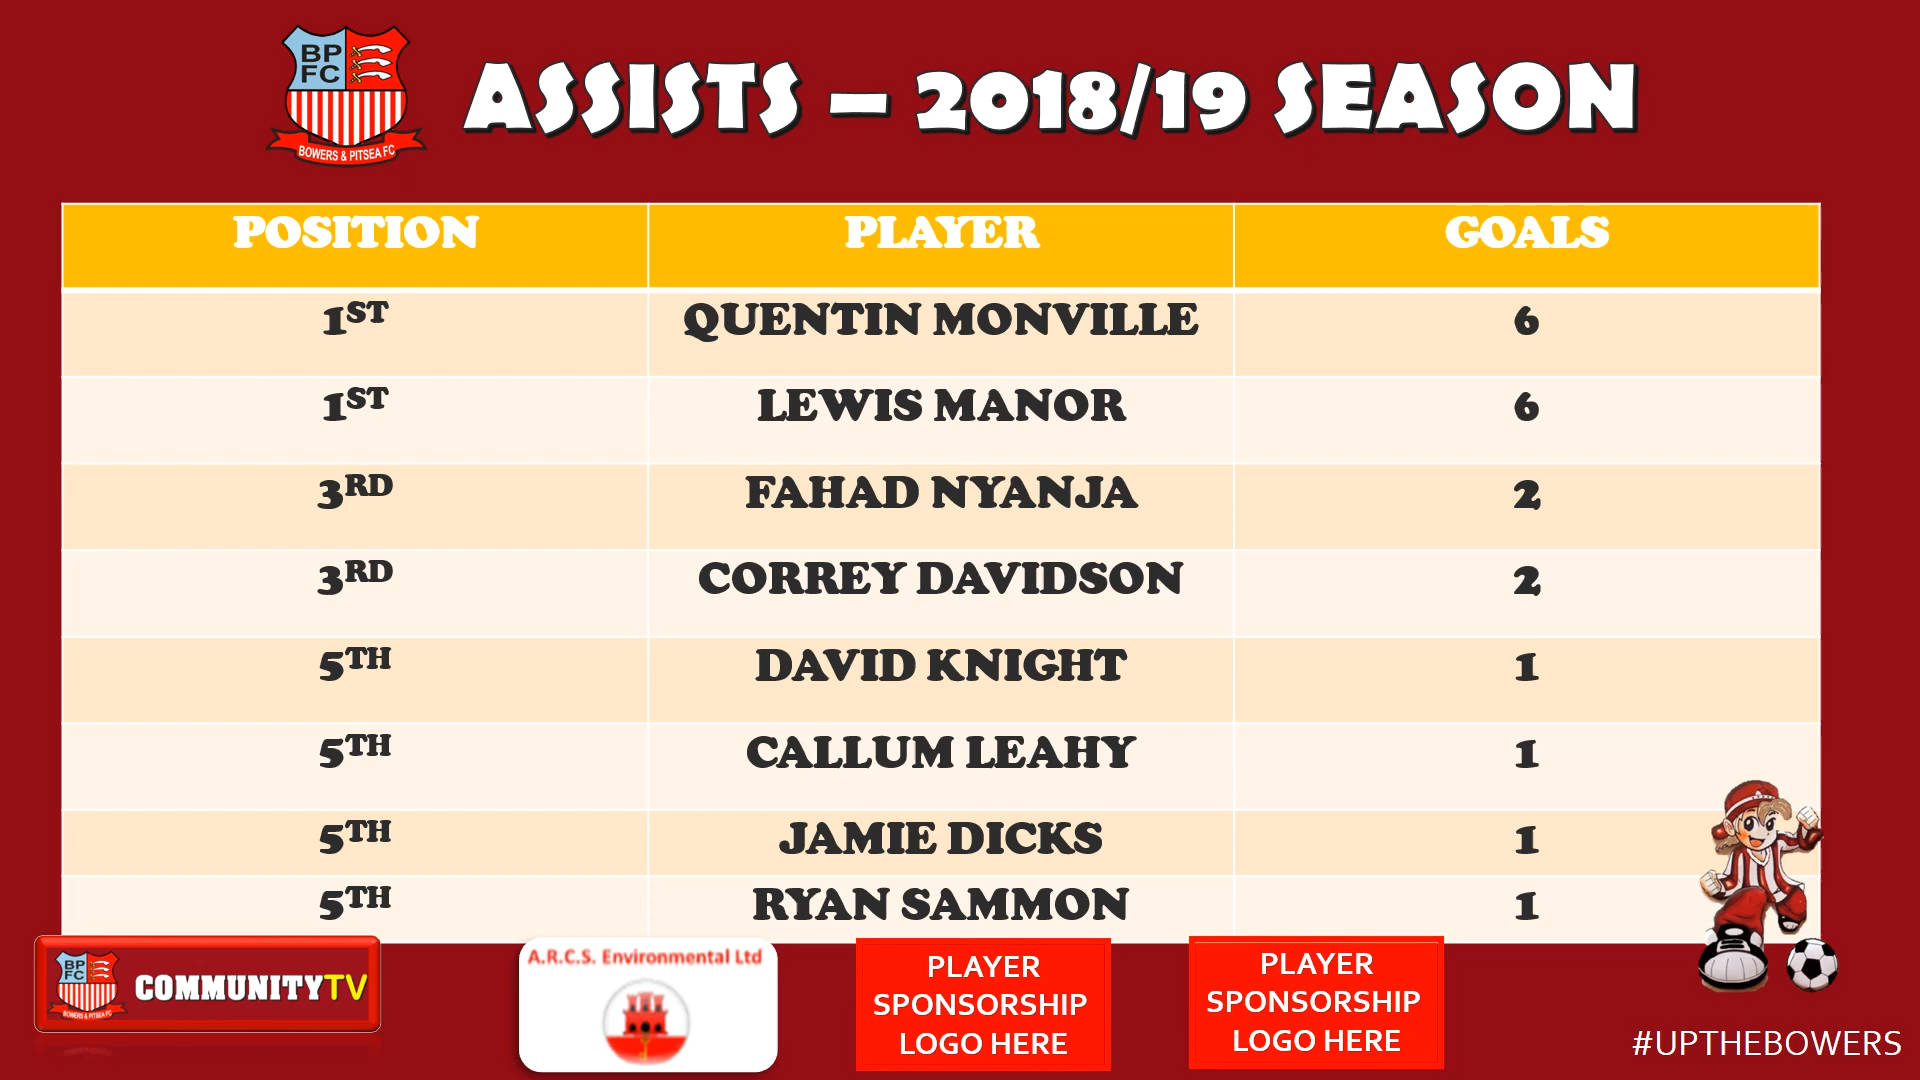 BP
FC
BOWERS & PITSEA FC
ASSISTS – 2018/19 SEASON
POSITION PLAYER GOALS
1ST QUENTIN MONVILLE 6
1ST LEWIS MANOR 6
3RD FAHAD NYANJA 2
3RD CORREY DAVIDSON 2
5TH DAVID KNIGHT 1
5TH CALLUM LEAHY 1
5TH JAMIE DICKS 1
5TH RYAN SAMMON 1
BP
FC
BOWERS & PITSEA FC
COMMUNITYTV
A.R.C.S. Environmental Ltd
PLAYER
SPONSORSHIP
LOGO HERE
PLAYER
SPONSORSHIP
LOGO HERE
#UPTHEBOWERS